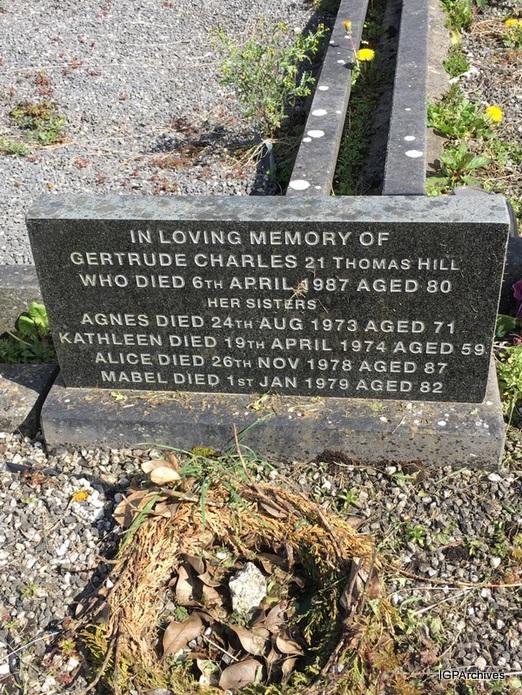 IN LOVING MEMORY OF
GERTRUDE CHARLES 21 THOMAS HILL
WHO DIED 6TH APRIL 1987 AGED 80
HER SISTERS
AGNES DIED 24TH AUG 1973 AGED 71
KATHLEEN DIED 19TH APRIL 1974 AGED 59
ALICE DIED 26TH NOV 1978 AGED 87
MABEL DIED 1ST JAN 1979 AGED 82
IGPArchives